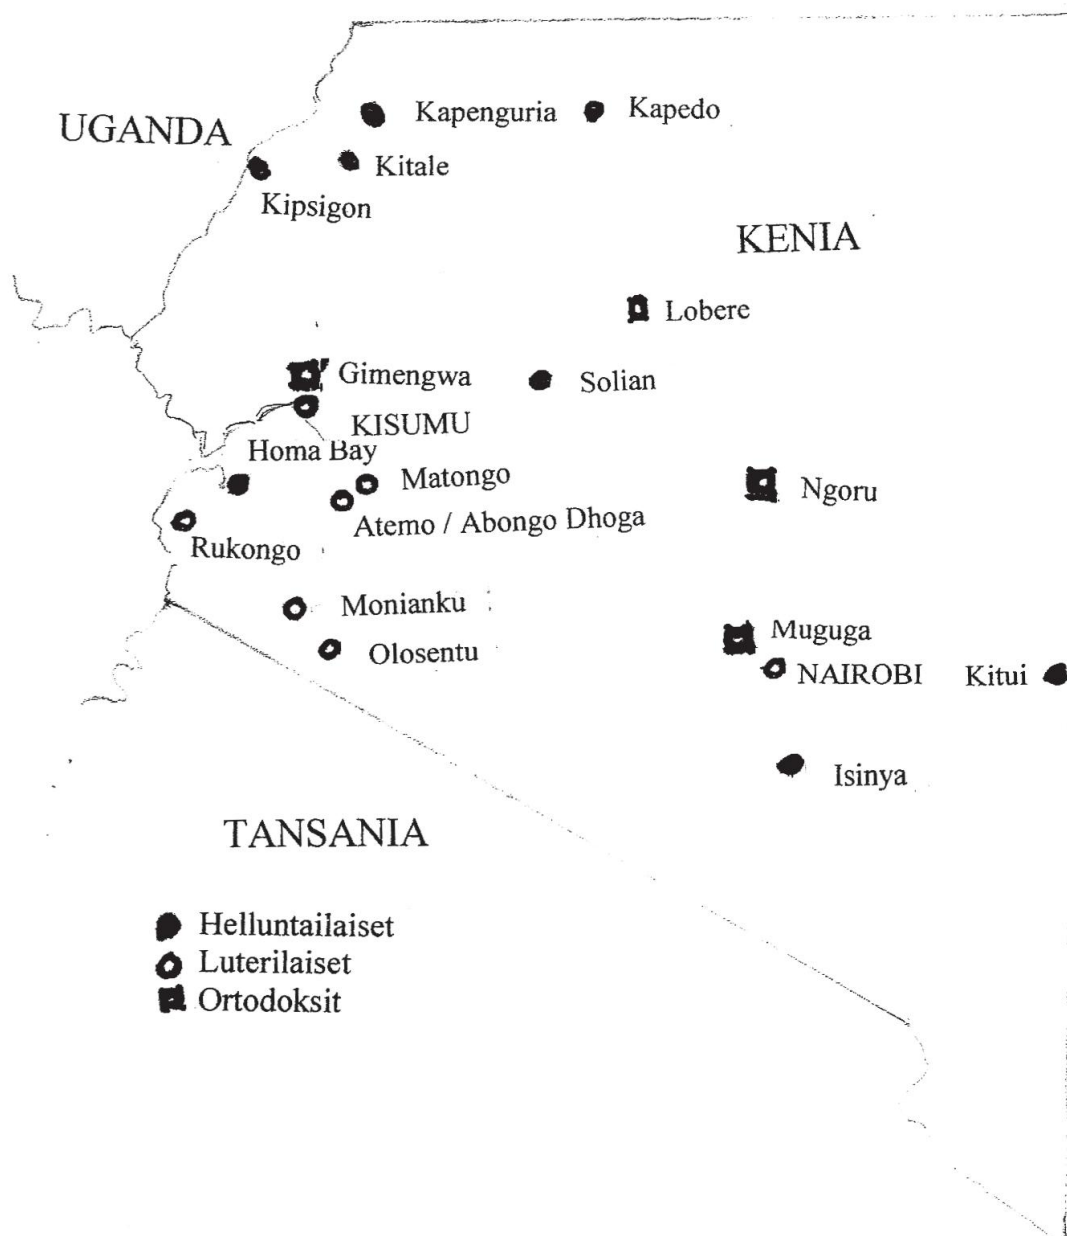 Kapenguria
Kapedo
UGANDA
Kitale
Kipsigon
KENIA
Lobere
Gimengwa
Solian
KISUMU
Homa Bay
Matongo
Ngoru
Atemo / Abongo Dhoga
Rukongo
Monianku
Muguga
Olosentu
NAIROBI
Kitui
Isinya
TANSANIA
Helluntailaiset
Luterilaiset
Ortodoksit